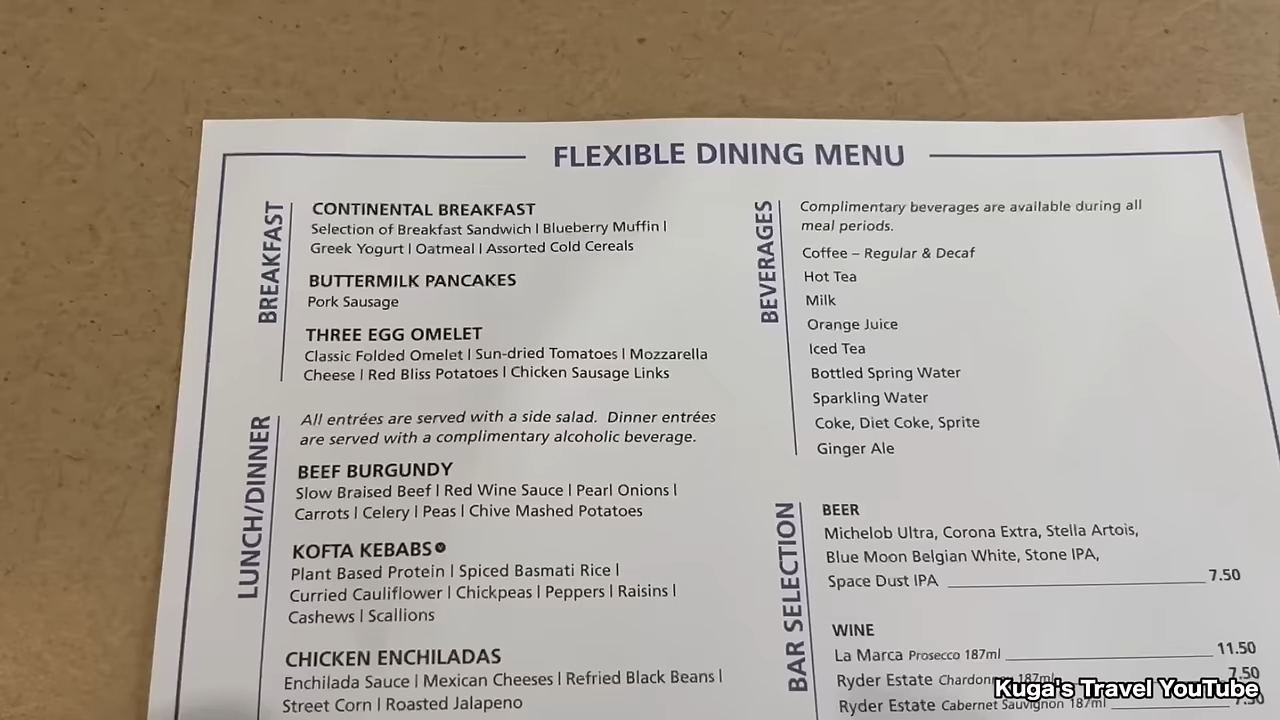 FLEXIBLE DINING MENU
BREAKFAST
CONTINENTAL BREAKFAST
Selection of Breakfast Sandwich | Blueberry Muffin |
Greek Yogurt | Oatmeal | Assorted Cold Cereals
BUTTERMILK PANCAKES
Pork Sausage
THREE EGG OMELET
Classic Folded Omelet | Sun-dried Tomatoes | Mozzarella
Cheese | Red Bliss Potatoes | Chicken Sausage Links
LUNCH/DINNER
All entrées are served with a side salad. Dinner entrées
are served with a complimentary alcoholic beverage.
BEEF BURGUNDY
Slow Braised Beef | Red Wine Sauce | Pearl Onions |
Carrots | Celery | Peas | Chive Mashed Potatoes
KOFTA KEBABS
Plant Based Protein | Spiced Basmati Rice |
Curried Cauliflower | Chickpeas | Peppers | Raisins |
Cashews | Scallions
CHICKEN ENCHILADAS
Enchilada Sauce | Mexican Cheeses | Refried Black Beans |
Street Corn | Roasted Jalapeno
BEVERAGES
Complimentary beverages are available during all
meal periods.
Coffee – Regular & Decaf
Hot Tea
Milk
Orange Juice
Iced Tea
Bottled Spring Water
Sparkling Water
Coke, Diet Coke, Sprite
Ginger Ale
BAR SELECTION
BEER
Michelob Ultra, Corona Extra, Stella Artois,
Blue Moon Belgian White, Stone IPA,
Space Dust IPA 7.50
WINE
La Marca Prosecco 187ml 11.50
Ryder Estate 187ml 7.50
Ryder Estate Cabernet Sauvignon 187ml 7.50
Kuga's Travel YouTube